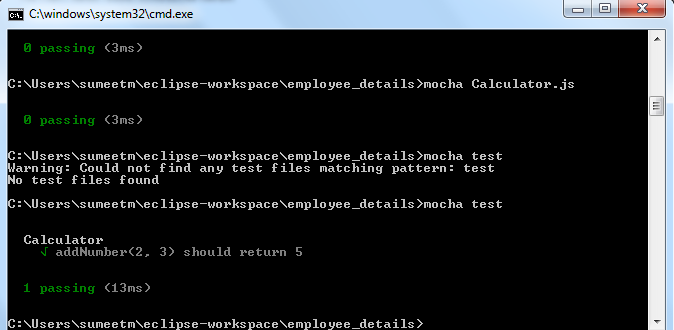 C:\windows\system32\cmd.exe
0 passing (3ms)
C:\Users\sumeetm\eclipse-workspace\employee_details>mocha Calculator.js
0 passing (3ms)
C:\Users\sumeetm\eclipse-workspace\employee_details>mocha test
Warning: Could not find any test files matching pattern: test
No test files found
C:\Users\sumeetm\eclipse-workspace\employee_details>mocha test
Calculator
√ addNumber(2, 3) should return 5
1 passing (13ms)
C:\Users\sumeetm\eclipse-workspace\employee_details>